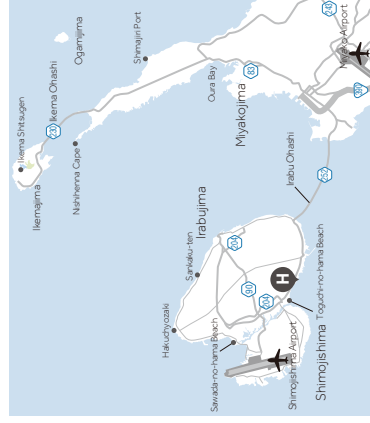 Ikema Shitsugen
Ikemajima
230
Ikema Ohashi
Ogamijima
Nishihenna Cape
Shimajiri Port
Oura Bay
83
Miyakojima
243
Miyako Airport
390
Irabu Ohashi
252
Irabujima
Sankaku-ten
204
Hakuchyozaki
90
204
H
Toguchi-no-hama Beach
Sawada-no-hama Beach
Shimojishima Airport
Shimojishima